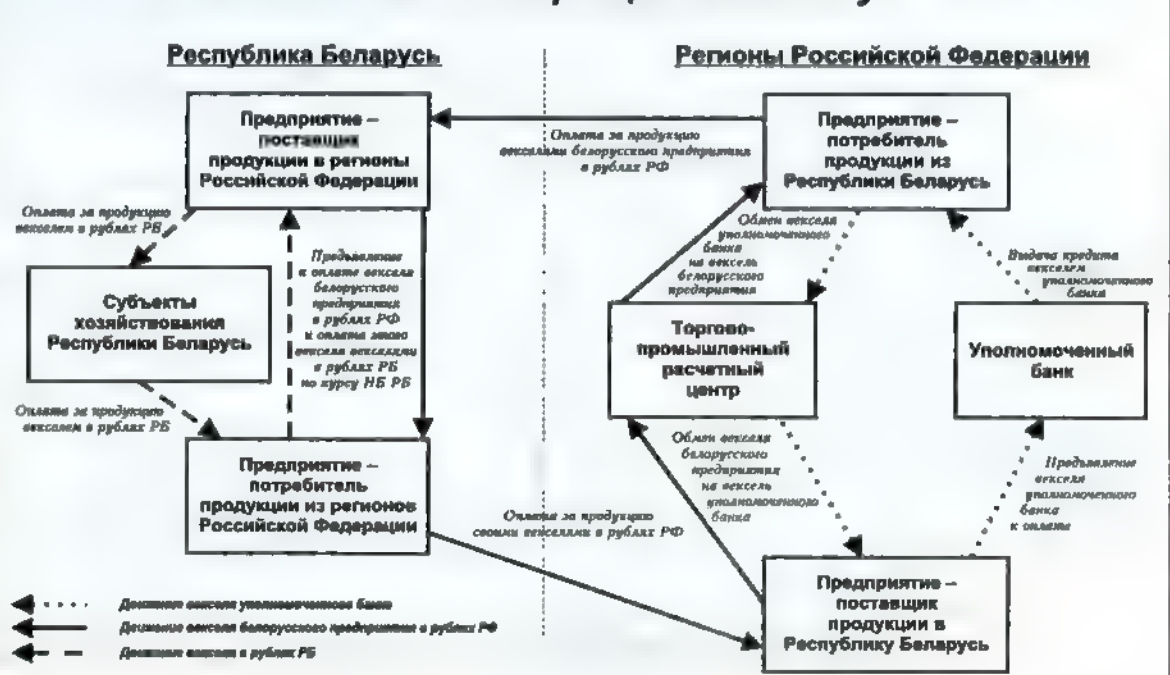 Республика Беларусь
Регионы Российской Федерации
Предприятие –
поставщик
продукции в регионы
Российской Федерации
Оплата за продукцию
векселями белорусского предприятия
в рублях РФ
Предприятие –
потребитель
продукции из
Республики Беларусь
Оплата за продукцию
векселем в рублях РБ
Предъявление
к оплате векселя
белорусского
предприятия
в рублях РФ
и оплата этого
векселя векселями
в рублях РБ
по курсу НБ РБ
Обмен векселя
уполномоченного
банка
на вексель
белорусского
предприятия
Выдача кредита
векселем
уполномоченного
банка
Субъекты
хозяйствования
Республики Беларусь
Торгово-
промышленный
расчетный
центр
Уполномоченный
банк
Оплата за продукцию
векселем в рублях РБ
Предприятие –
потребитель
продукции из регионов
Российской Федерации
Обмен векселя
белорусского
предприятия
на вексель
уполномоченного
банка
Предъявление
векселя
уполномоченного
банка
к оплате
Оплата за продукцию
своими векселями в рублях РФ
Предприятие –
поставщик
продукции в
Республику Беларусь
Движение векселя уполномоченного банка
Движение векселя белорусского предприятия в рублях РФ
Движение векселя в рублях РБ